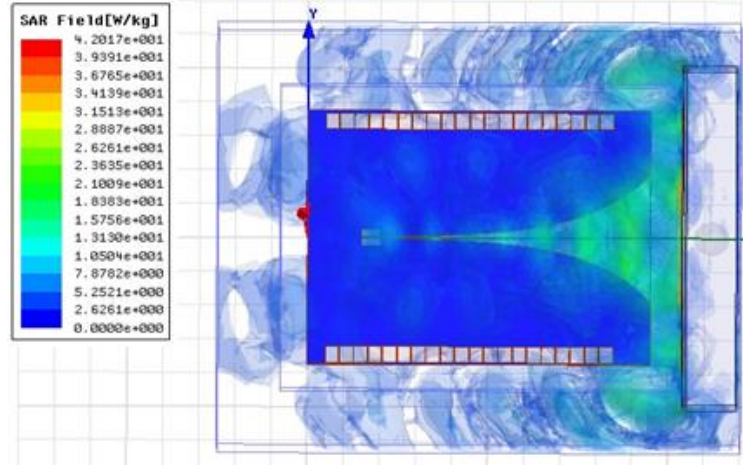 SAR Field[W/kg]
4.2017e+001
3.9391e+001
3.6765e+001
3.4139e+001
3.1513e+001
2.8887e+001
2.6261e+001
2.3635e+001
2.1009e+001
1.8383e+001
1.5756e+001
1.3130e+001
1.0504e+001
7.8782e+000
5.2521e+000
2.6261e+000
0.0000e+000
Y